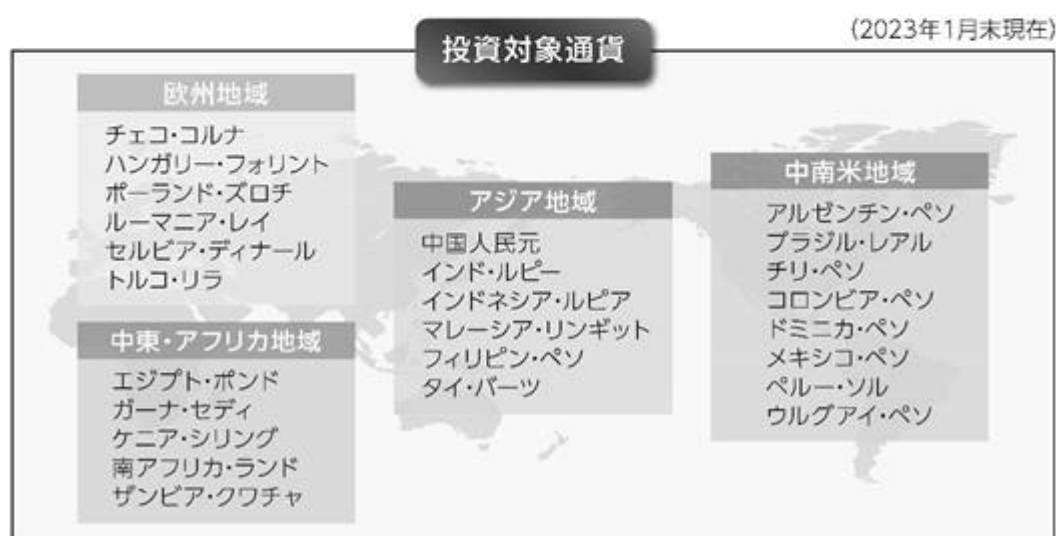 (2023年1月末現在)
投資対象通貨
欧州地域
チェコ・コルナ
ハンガリー・フォリント
ポーランド・ズロチ
ルーマニア・レイ
セルビア・ディナール
トルコ・リラ
中東・アフリカ地域
エジプト・ポンド
ガーナ・セディ
ケニア・シリング
南アフリカ・ランド
ザンビア・クワチャ
アジア地域
中国人民元
インド・ルピー
インドネシア・ルピア
マレーシア・リンギット
フィリピン・ペソ
タイ・バーツ
中南米地域
アルゼンチン・ペソ
ブラジル・レアル
チリ・ペソ
コロンビア・ペソ
ドミニカ・ペソ
メキシコ・ペソ
ペルー・ソル
ウルグアイ・ペソ